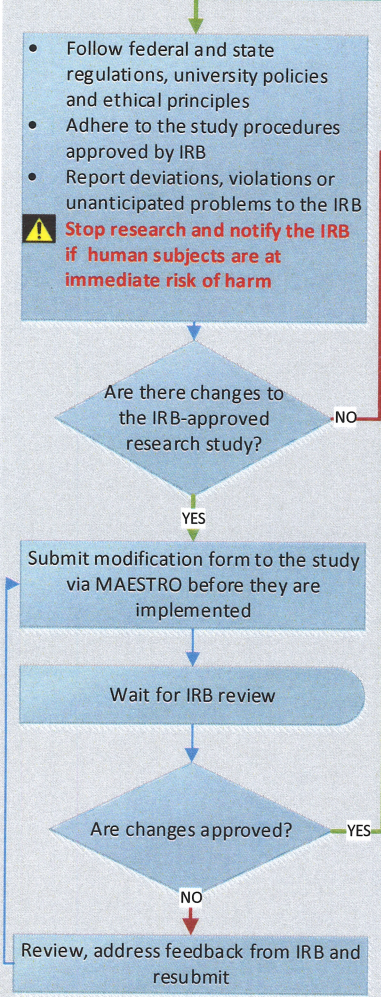 • Follow federal and state
regulations, university policies
and ethical principles
• Adhere to the study procedures
approved by IRB
• Report deviations, violations or
unanticipated problems to the IRB
Stop research and notify the IRB
if human subjects are at
immediate risk of harm
Are there changes to
the IRB-approved
research study?
NO
YES
Submit modification form to the study
via MAESTRO before they are
implemented
Wait for IRB review
Are changes approved?
YES
NO
Review, address feedback from IRB and
resubmit